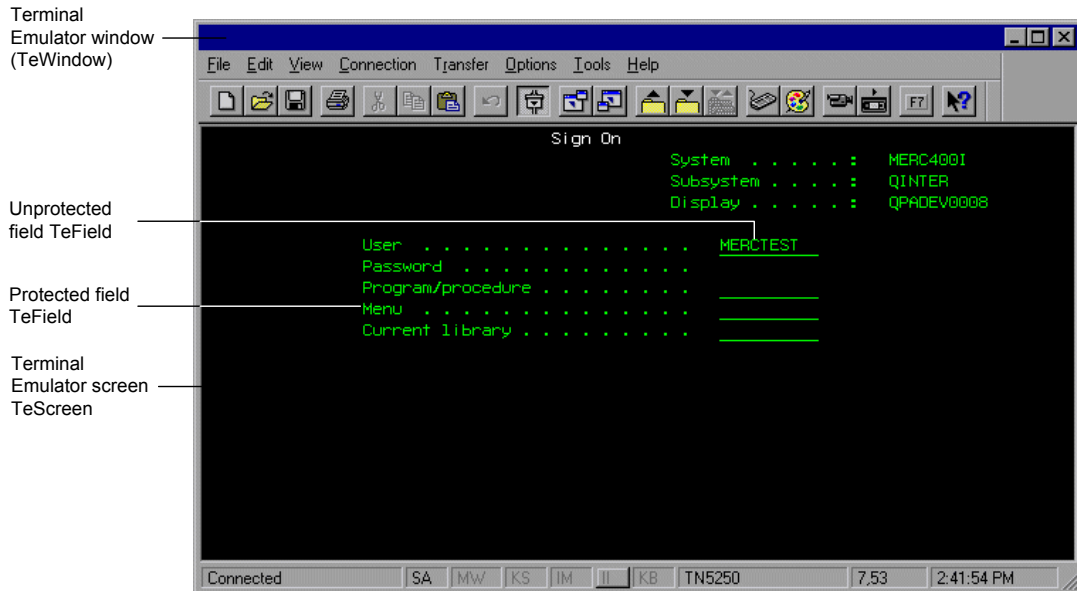 Terminal
Emulator window
(TeWindow)
File Edit View Connection Transfer Options Tools Help
F7
Sign On
System . . . . . : MERC400I
Subsystem . . . . : QINTER
Display . . . . . : QPADEV0008
Unprotected
field TeField
User . . . . . . . . . . . . . . MERCTEST
Password . . . . . . . . . . . .
Program/procedure . . . . . . . .
Protected field
TeField
Menu . . . . . . . . . . . . . .
Current library . . . . . . . . .
Terminal
Emulator screen
TeScreen
Connected SA MW KS IM II KB TN5250 7,53 2:41:54 PM